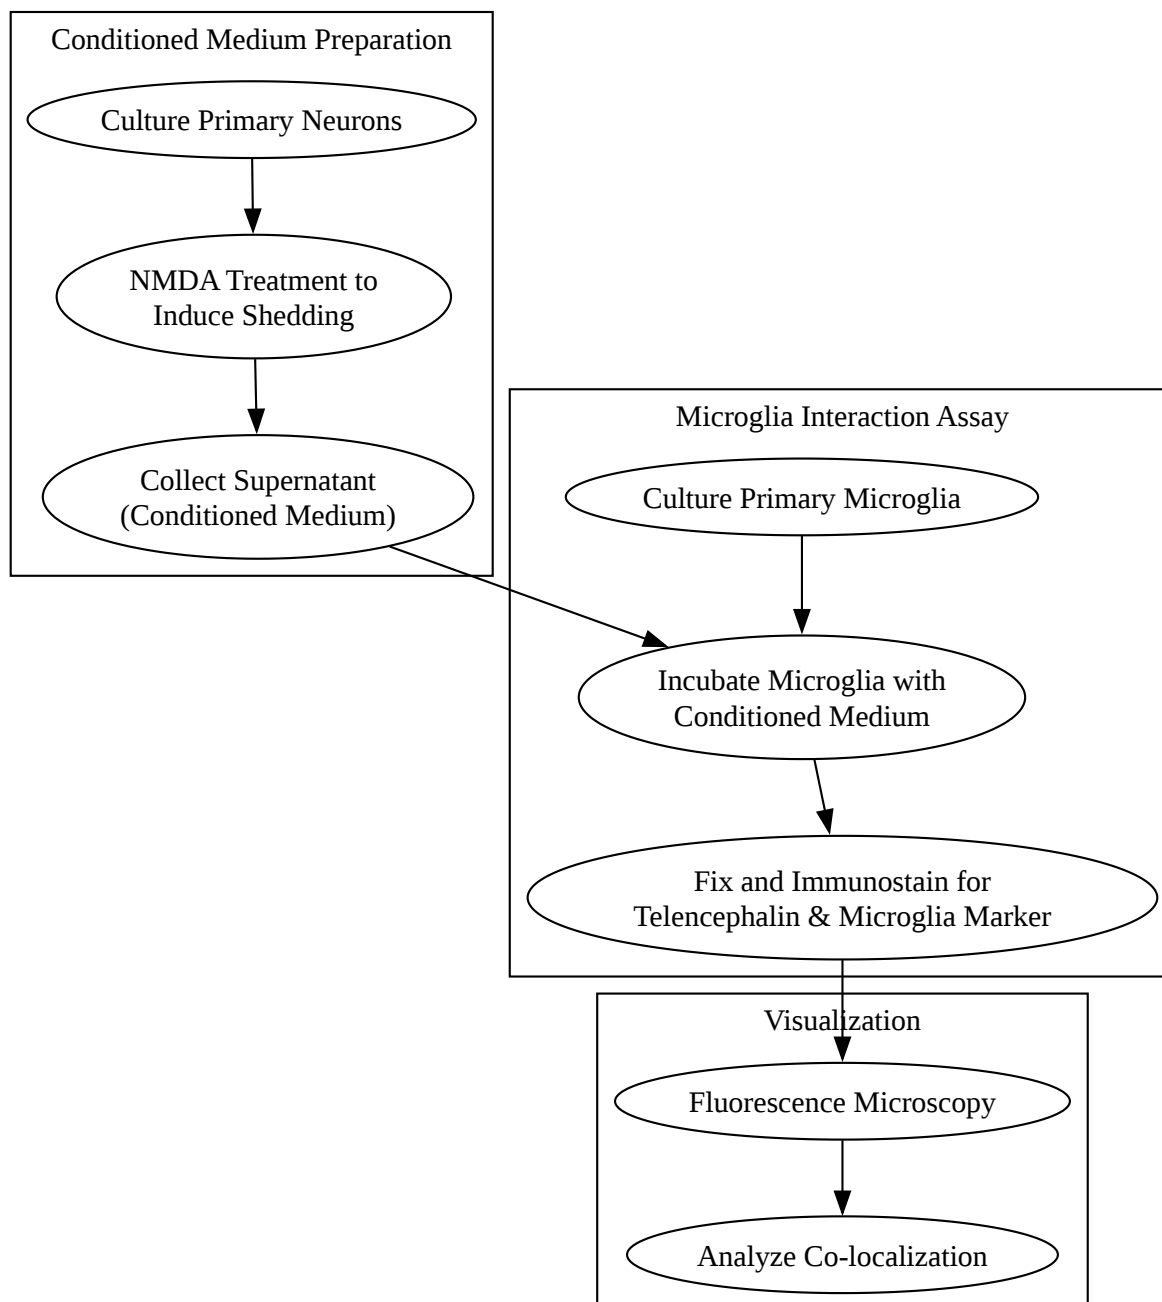 Conditioned Medium Preparation
Culture Primary Neurons
NMDA Treatment to
Induce Shedding
Collect Supernatant
(Conditioned Medium)
Microglia Interaction Assay
Culture Primary Microglia
Incubate Microglia with
Conditioned Medium
Fix and Immunostain for
Telencephalin & Microglia Marker
Visualization
Fluorescence Microscopy
Analyze Co-localization